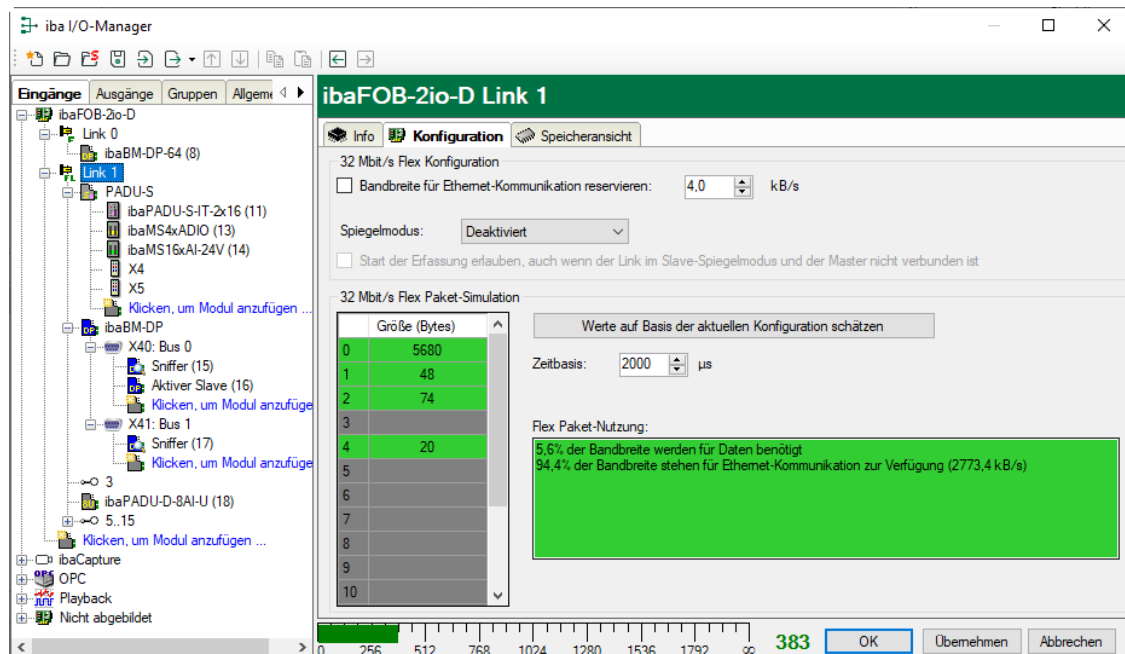 iba I/O-Manager
Eingänge Ausgänge Gruppen Allgeme
ibaFOB-2io-D
Link 0
ibaBM-DP-64 (8)
Link 1
PADU-S
ibaPADU-S-IT-2x16 (11)
ibaMS4xADIO (13)
ibaMS16xAI-24V (14)
X4
X5
Klicken, um Modul anzufügen ...
ibaBM-DP
X40: Bus 0
Sniffer (15)
Aktiver Slave (16)
Klicken, um Modul anzufüge
X41: Bus 1
Sniffer (17)
Klicken, um Modul anzufüge
3
ibaPADU-D-8AI-U (18)
5..15
Klicken, um Modul anzufügen ...
ibaCapture
OPC
Playback
Nicht abgebildet
ibaFOB-2io-D Link 1
Info Konfiguration Speicheransicht
32 Mbit/s Flex Konfiguration
Bandbreite für Ethernet-Kommunikation reservieren: 4,0 kB/s
Spiegelmodus: Deaktiviert
Start der Erfassung erlauben, auch wenn der Link im Slave-Spiegelmodus und der Master nicht verbunden ist
32 Mbit/s Flex Paket-Simulation
Größe (Bytes)
0 5680
1 48
2 74
3
4 20
5
6
7
8
9
10
Werte auf Basis der aktuellen Konfiguration schätzen
Zeitbasis: 2000 µs
Flex Paket-Nutzung:
5,6% der Bandbreite werden für Daten benötigt
94,4% der Bandbreite stehen für Ethernet-Kommunikation zur Verfügung (2773,4 kB/s)
0 256 512 768 1024 1280 1536 1792 ∞
383 OK Übernehmen Abbrechen